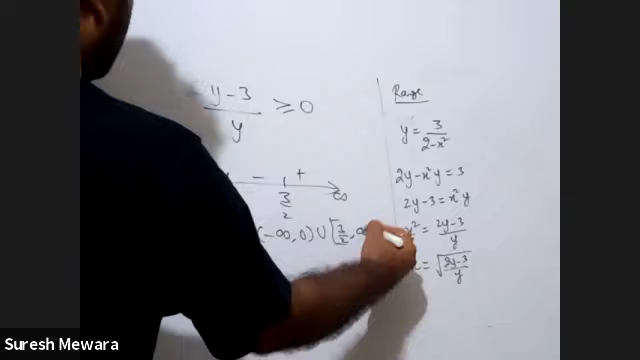 y-3/y ≥ 0
- +
3/2 ∞
(-∞, 0) ∪ [3/2, ∞
Range
y = 3/2-x²
2y-x²y = 3
2y-3 = x²y
x² = 2y-3/y
= √2y-3/y
Suresh Mewara